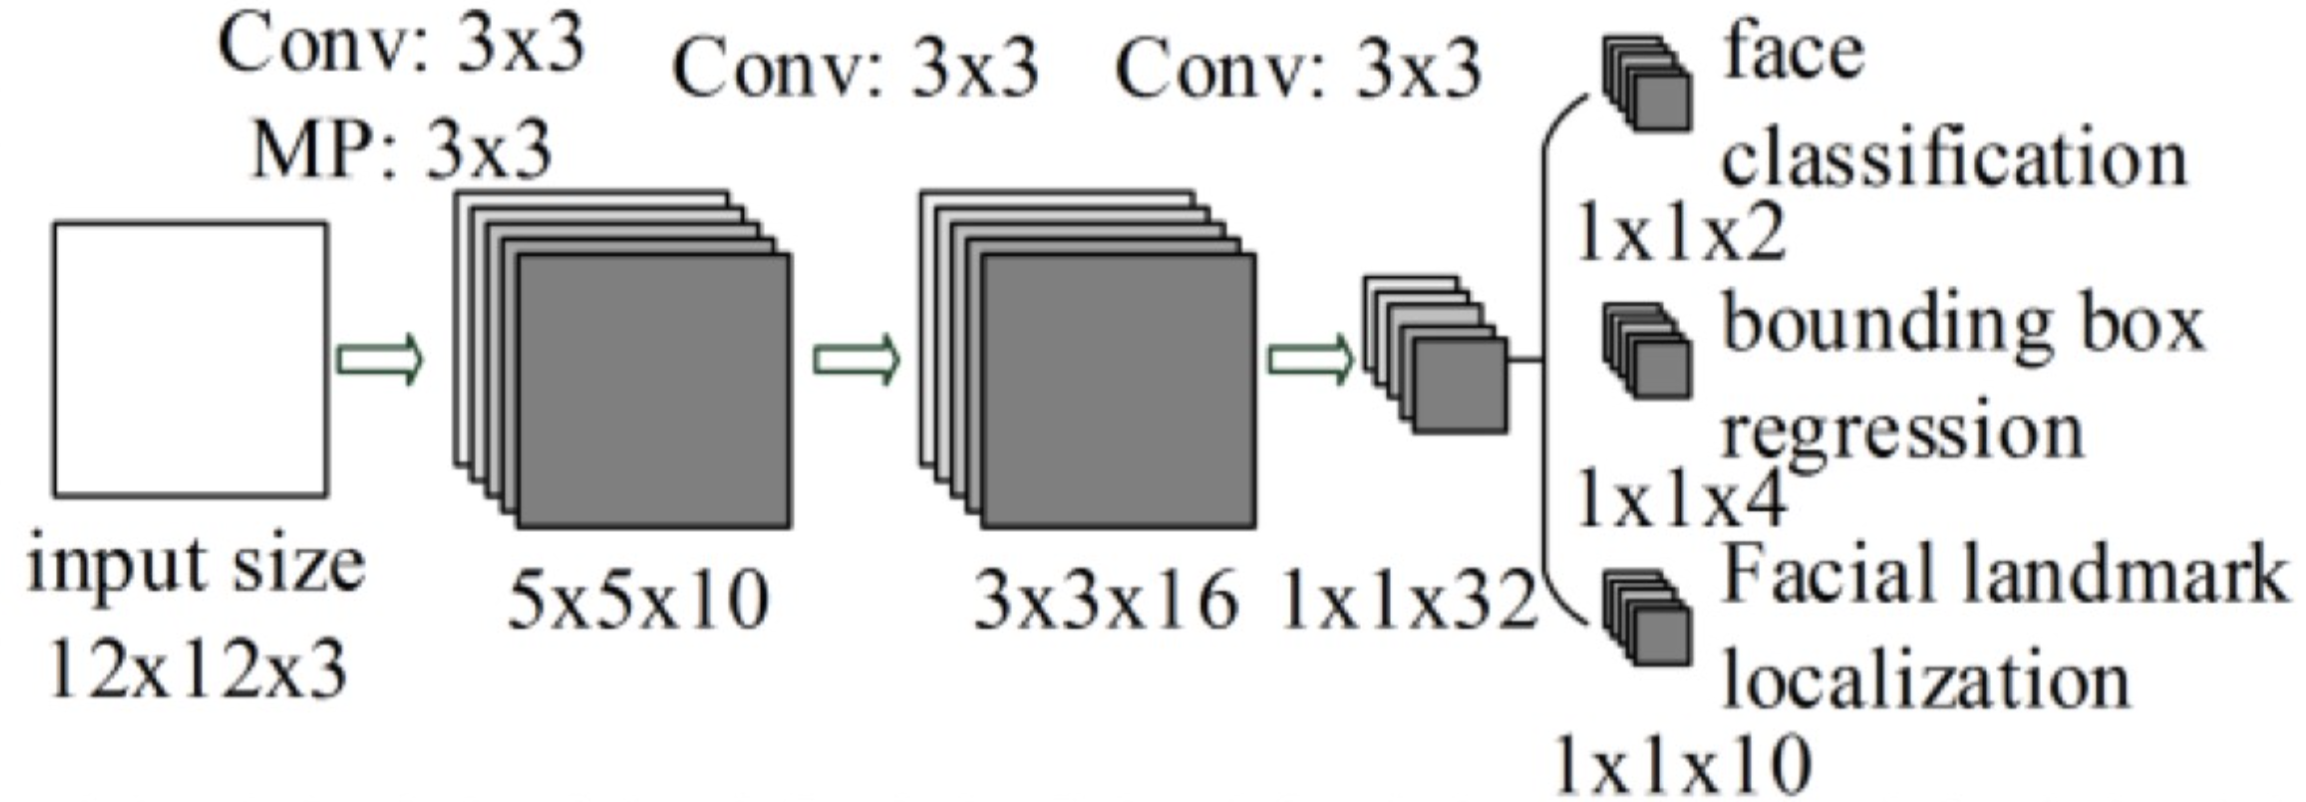 Conv: 3x3
MP: 3x3
Conv: 3x3
Conv: 3x3
input size
12x12x3
5x5x10
3x3x16
1x1x32
face
classification
1x1x2
bounding box
regression
1x1x4
Facial landmark
localization
1x1x10